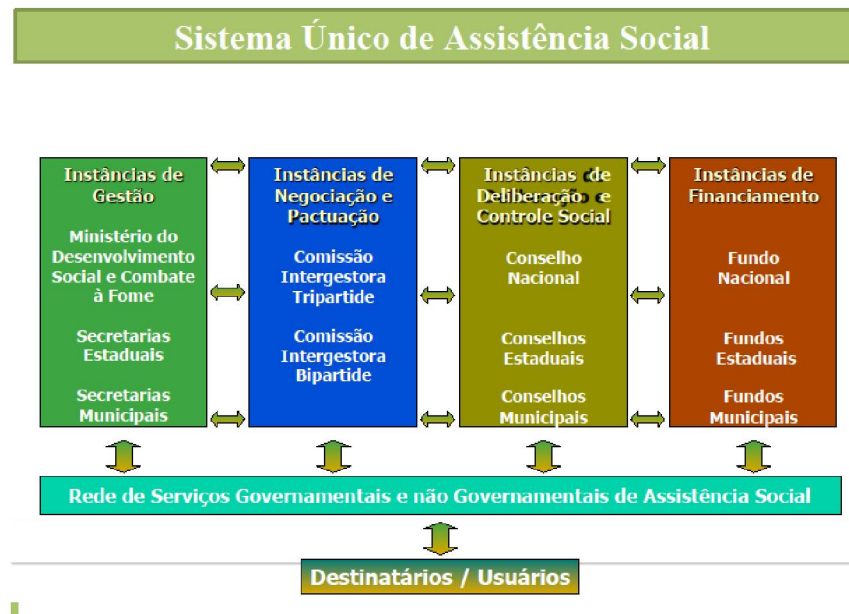 Sistema Único de Assistência Social
Instâncias de
Gestão
Ministério do
Desenvolvimento
Social e Combate
à Fome
Secretarias
Estaduais
Secretarias
Municipais
Instâncias de
Negociação e
Pactuação
Comissão
Intergestora
Tripartide
Comissão
Intergestora
Bipartide
Instâncias de
Deliberação e
Controle Social
Conselho
Nacional
Conselhos
Estaduais
Conselhos
Municipais
Instâncias de
Financiamento
Fundo
Nacional
Fundos
Estaduais
Fundos
Municipais
Rede de Serviços Governamentais e não Governamentais de Assistência Social
Destinatários / Usuários